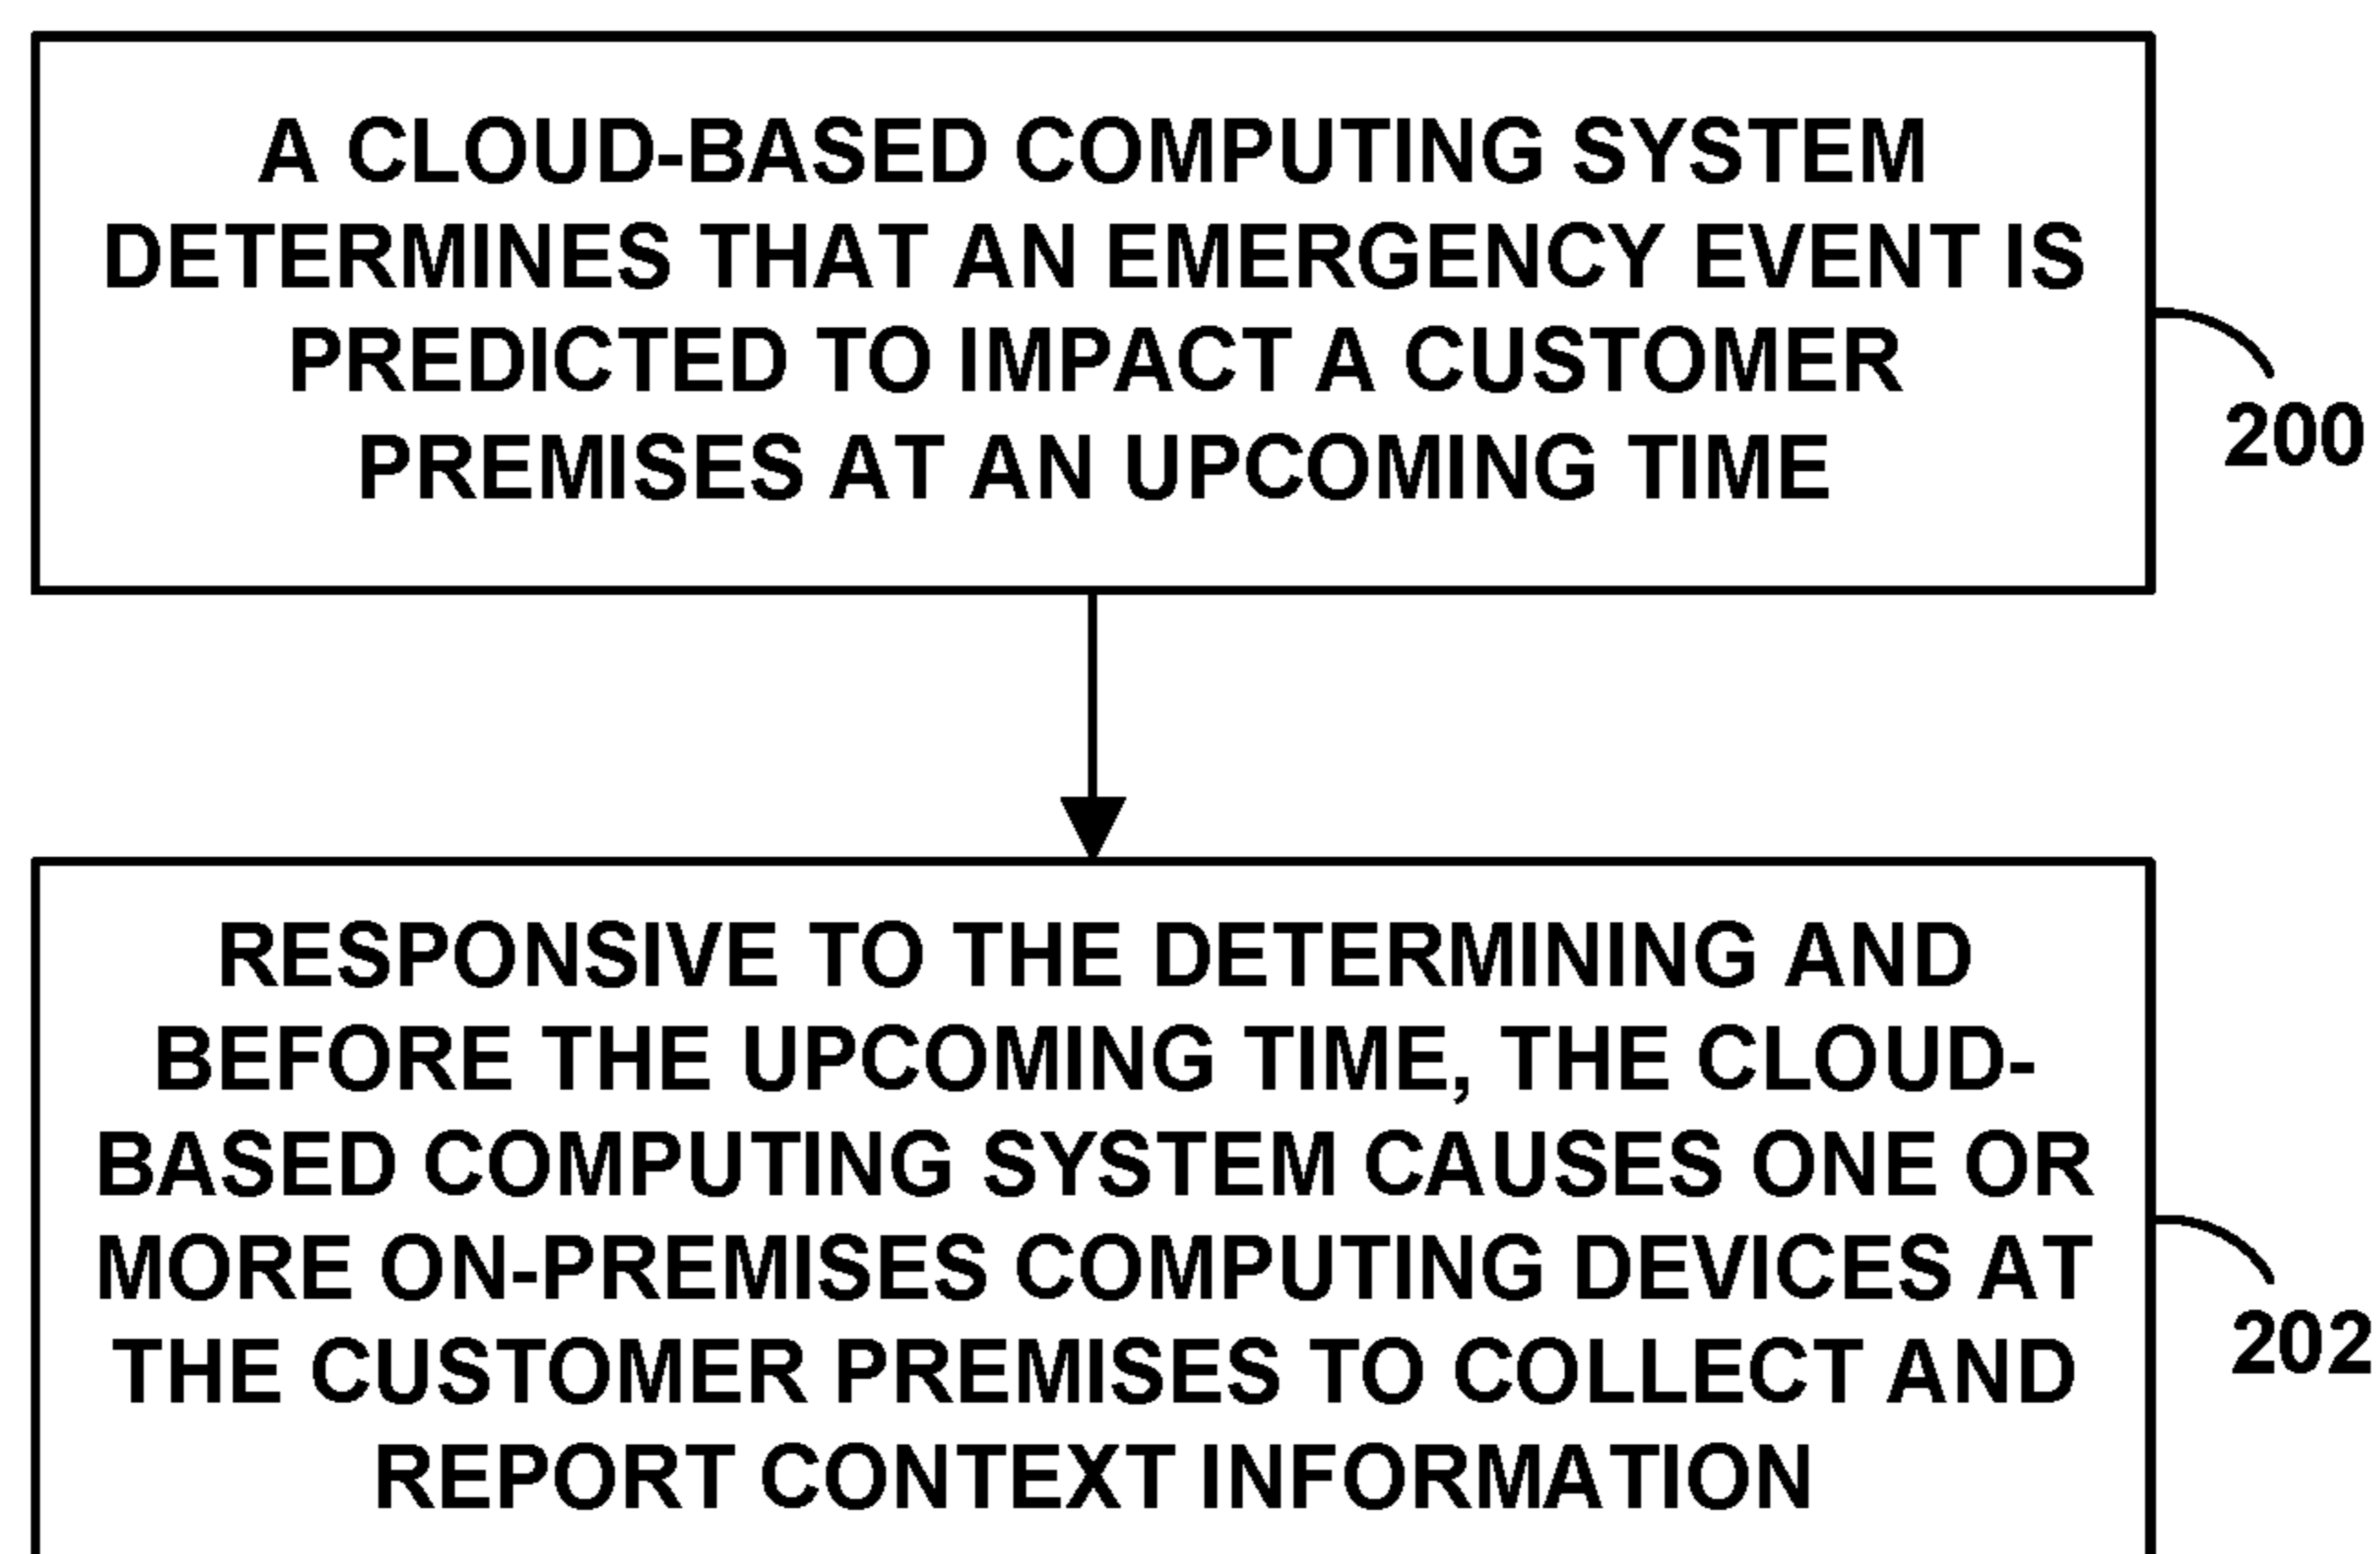 A CLOUD-BASED COMPUTING SYSTEM
DETERMINES THAT AN EMERGENCY EVENT IS
PREDICTED TO IMPACT A CUSTOMER
PREMISES AT AN UPCOMING TIME
200
RESPONSIVE TO THE DETERMINING AND
BEFORE THE UPCOMING TIME, THE CLOUD-
BASED COMPUTING SYSTEM CAUSES ONE OR
MORE ON-PREMISES COMPUTING DEVICES AT
THE CUSTOMER PREMISES TO COLLECT AND
REPORT CONTEXT INFORMATION
202